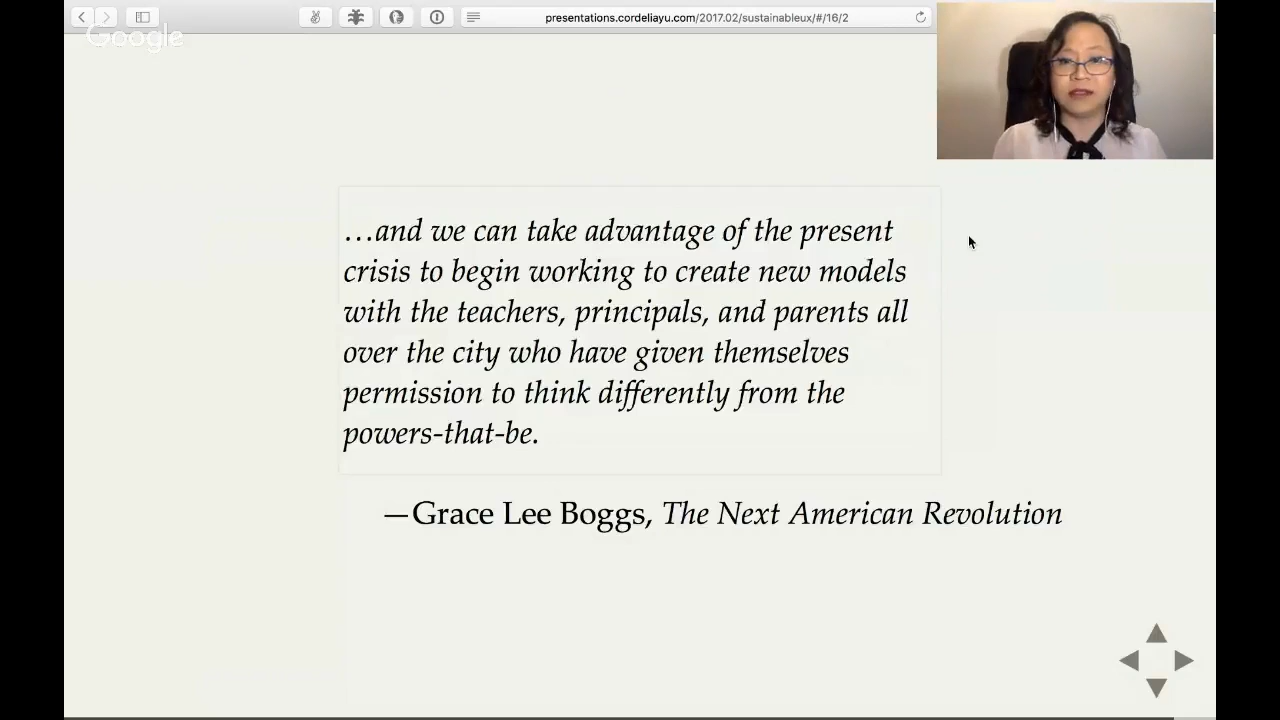 presentations.cordeliayu.com/2017.02/sustainableux/#/16/2
Google
…and we can take advantage of the present
crisis to begin working to create new models
with the teachers, principals, and parents all
over the city who have given themselves
permission to think differently from the
powers-that-be.
—Grace Lee Boggs, The Next American Revolution